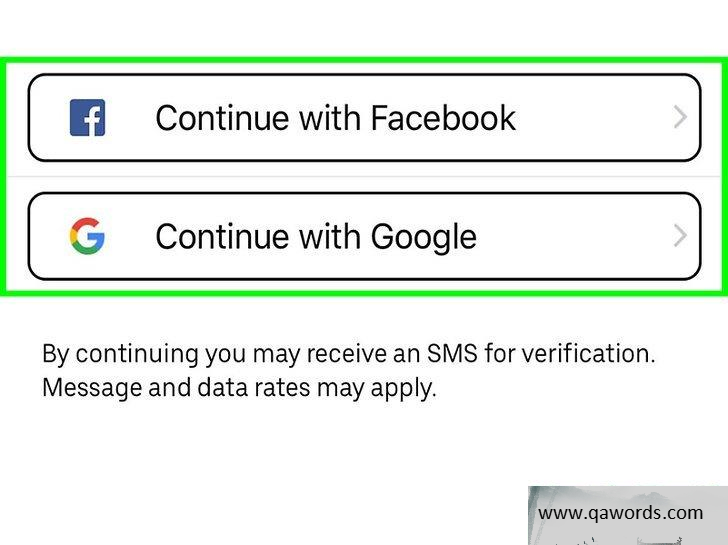 Continue with Facebook
Continue with Google
By continuing you may receive an SMS for verification.
Message and data rates may apply.
www.qawords.com